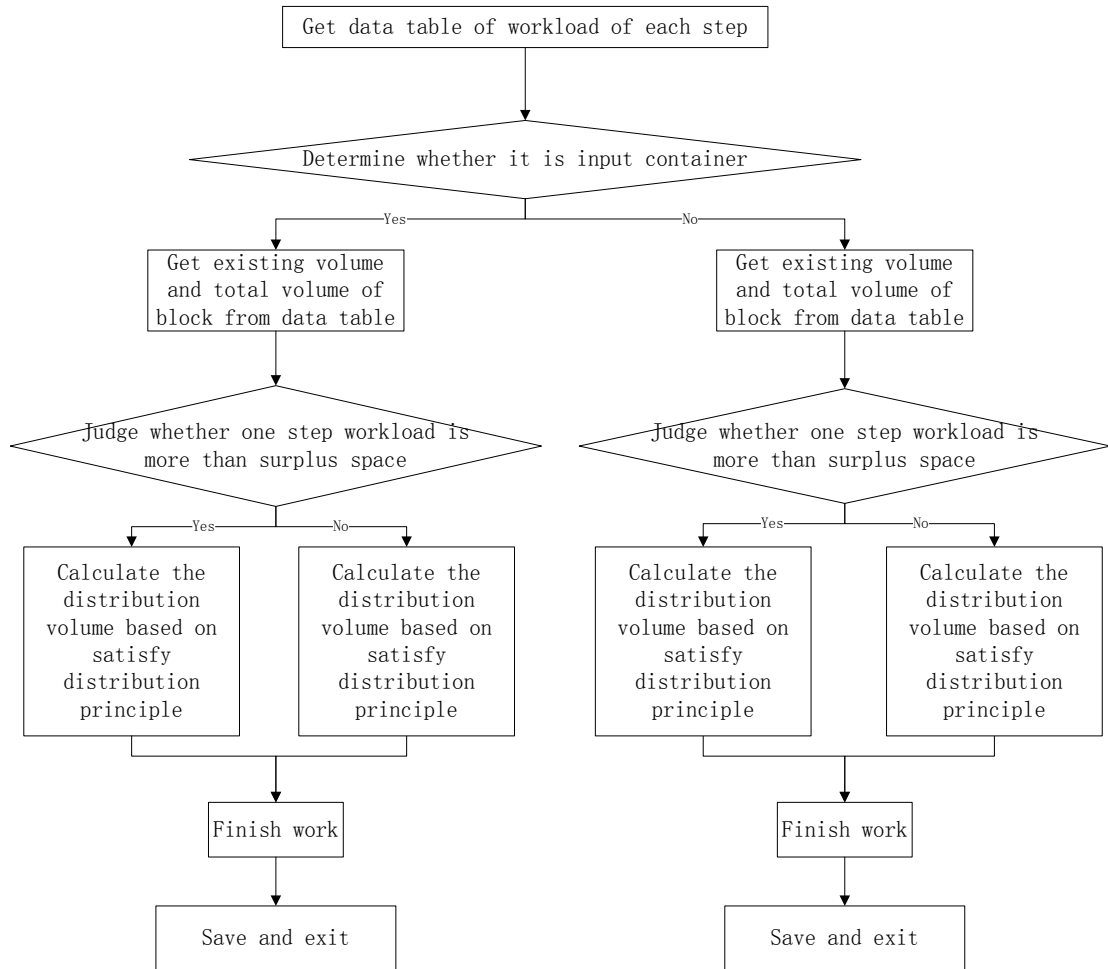 Get data table of workload of each step
Determine whether it is input container
Yes
No
Get existing volume
and total volume of
block from data table
Get existing volume
and total volume of
block from data table
Judge whether one step workload is
more than surplus space
Judge whether one step workload is
more than surplus space
Yes
No
Yes
No
Calculate the
distribution
volume based on
satisfy
distribution
principle
Calculate the
distribution
volume based on
satisfy
distribution
principle
Calculate the
distribution
volume based on
satisfy
distribution
principle
Calculate the
distribution
volume based on
satisfy
distribution
principle
Finish work
Finish work
Save and exit
Save and exit